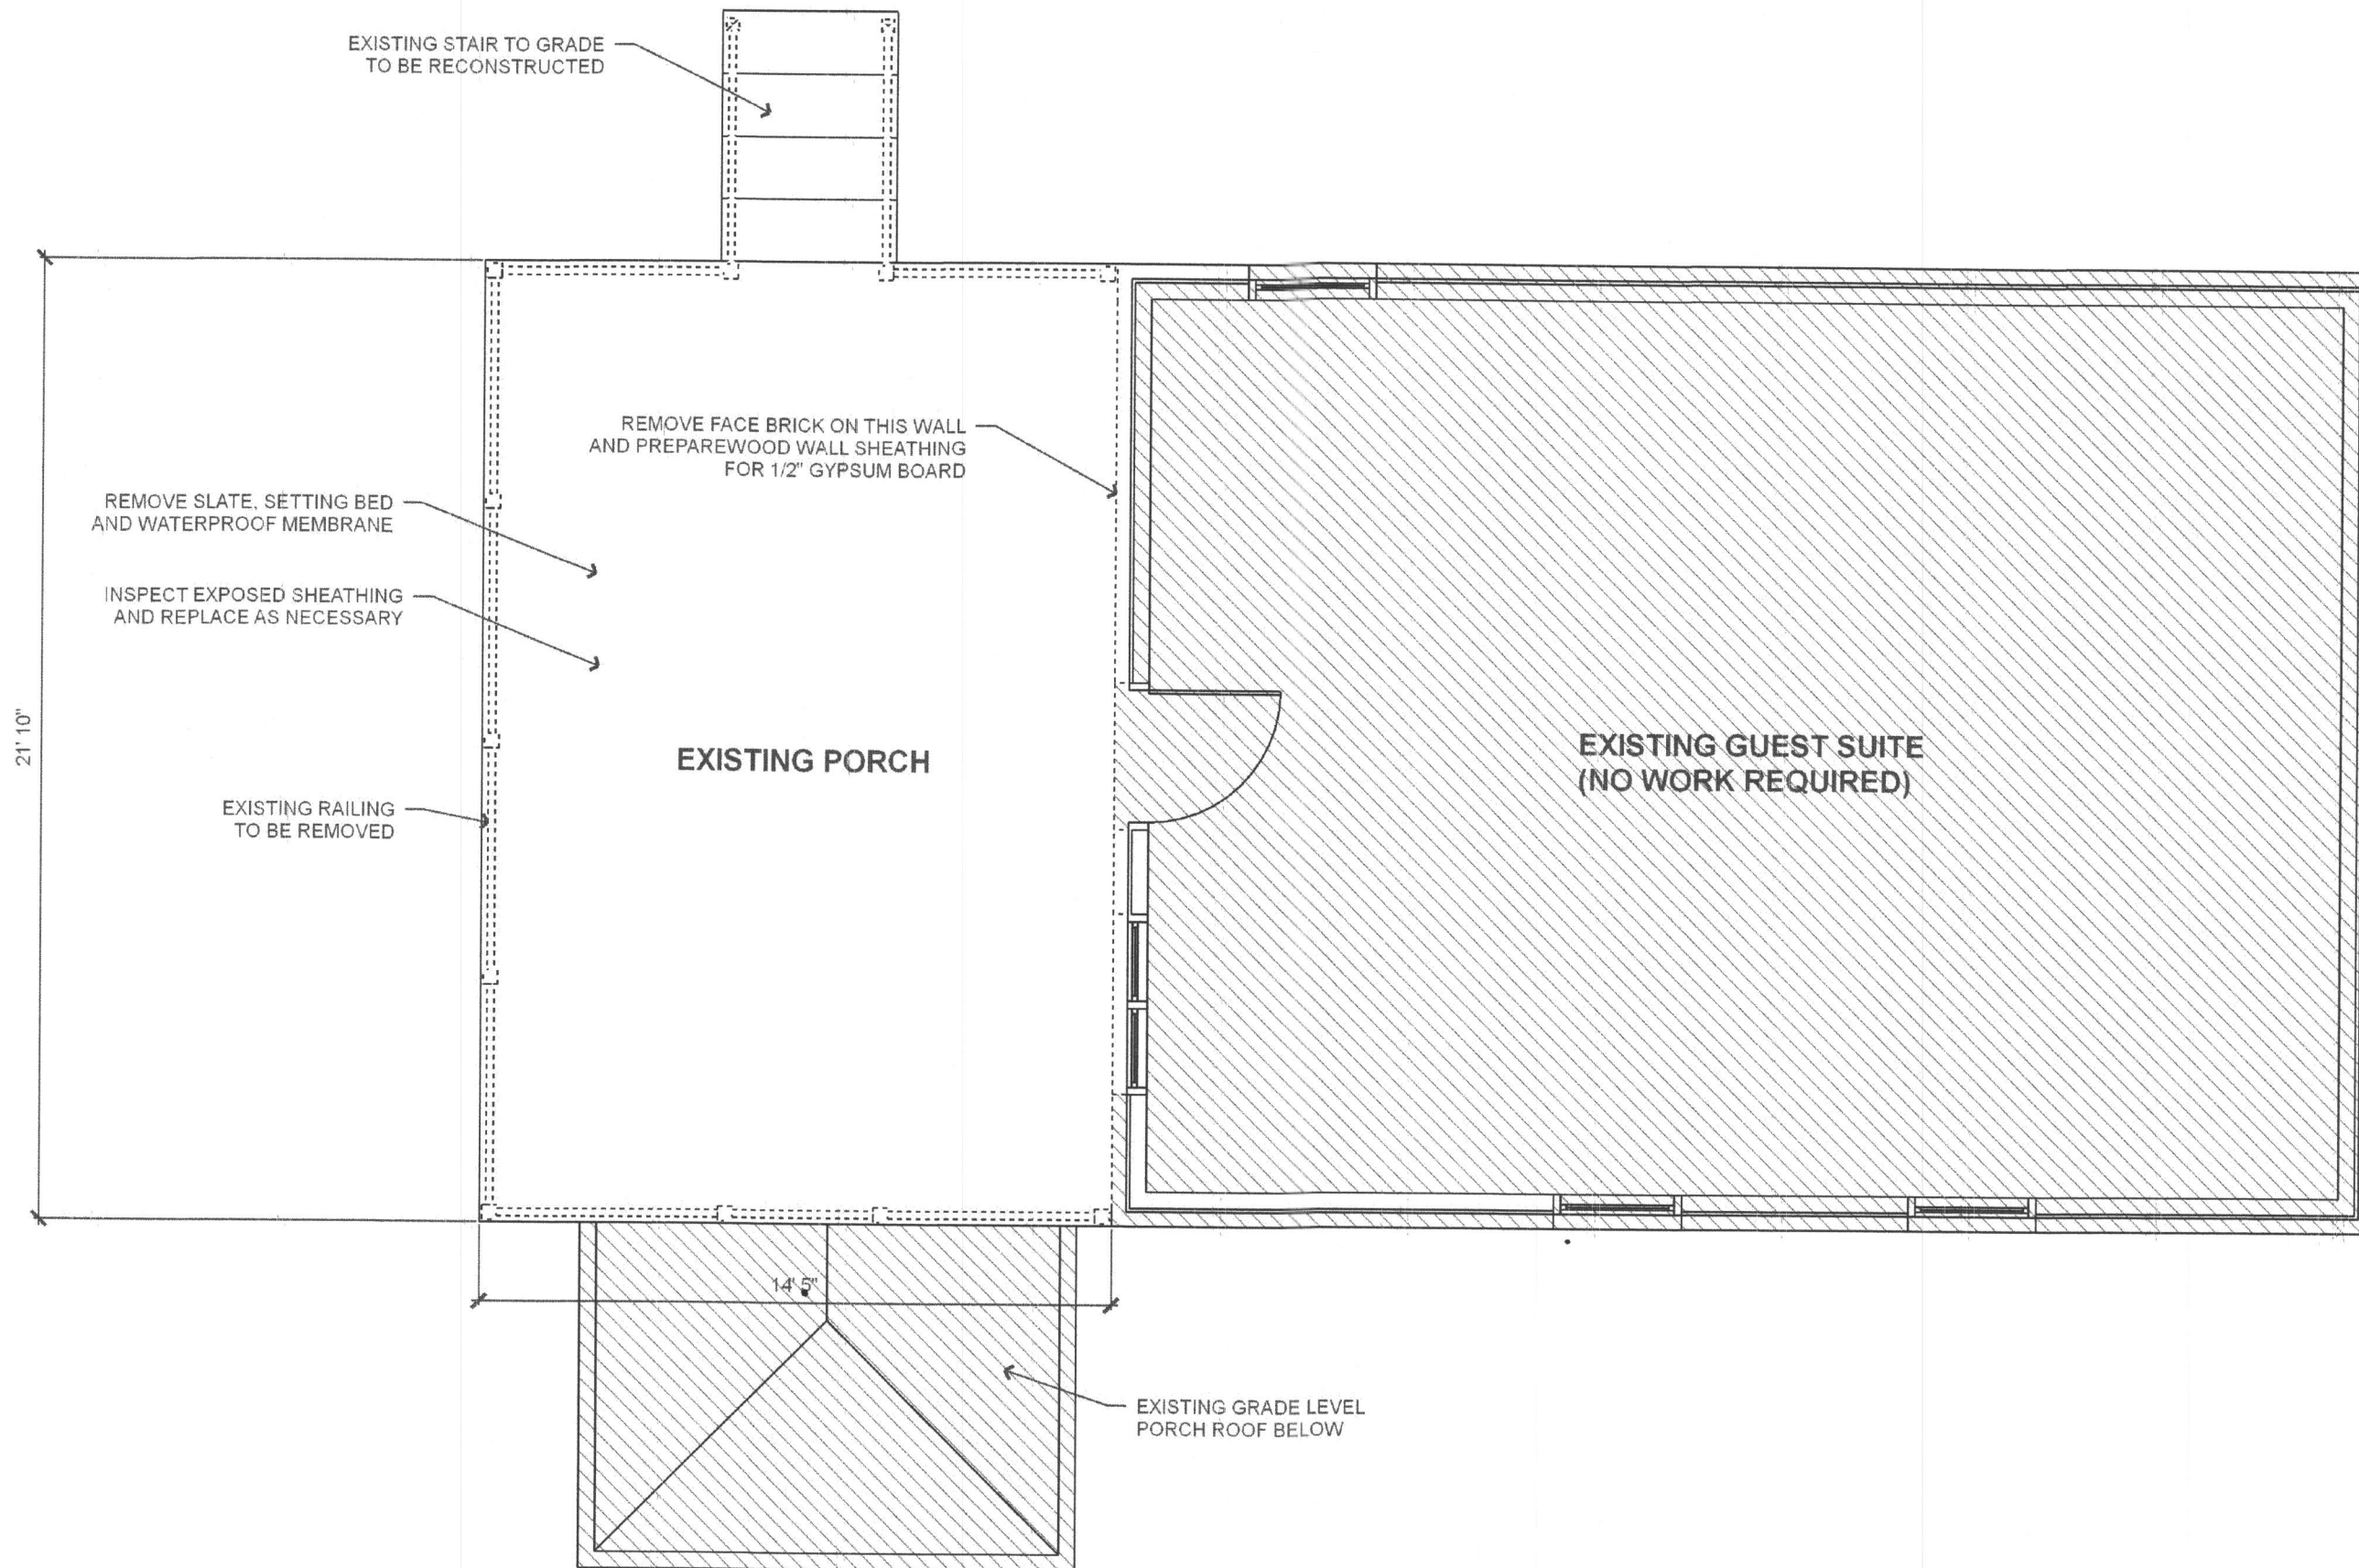 EXISTING STAIR TO GRADE
TO BE RECONSTRUCTED
REMOVE FACE BRICK ON THIS WALL
AND PREPAREWOOD WALL SHEATHING
FOR 1/2" GYPSUM BOARD
REMOVE SLATE, SETTING BED
AND WATERPROOF MEMBRANE
INSPECT EXPOSED SHEATHING
AND REPLACE AS NECESSARY
21' 10"
EXISTING PORCH
EXISTING GUEST SUITE
(NO WORK REQUIRED)
EXISTING RAILING
TO BE REMOVED
14' 5"
EXISTING GRADE LEVEL
PORCH ROOF BELOW